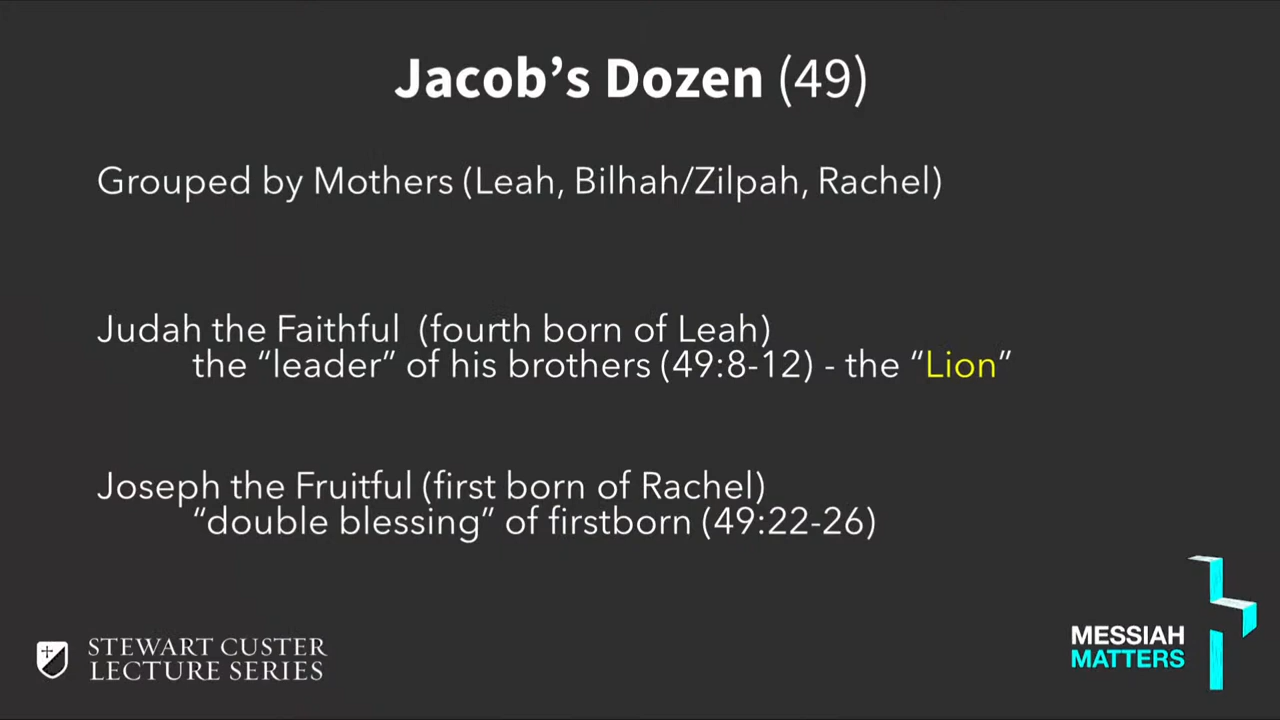 Jacob’s Dozen (49)
Grouped by Mothers (Leah, Bilhah/Zilpah, Rachel)
Judah the Faithful (fourth born of Leah)
the “leader” of his brothers (49:8-12) - the “Lion”
Joseph the Fruitful (first born of Rachel)
“double blessing” of firstborn (49:22-26)
STEWART CUSTER
LECTURE SERIES
MESSIAH
MATTERS